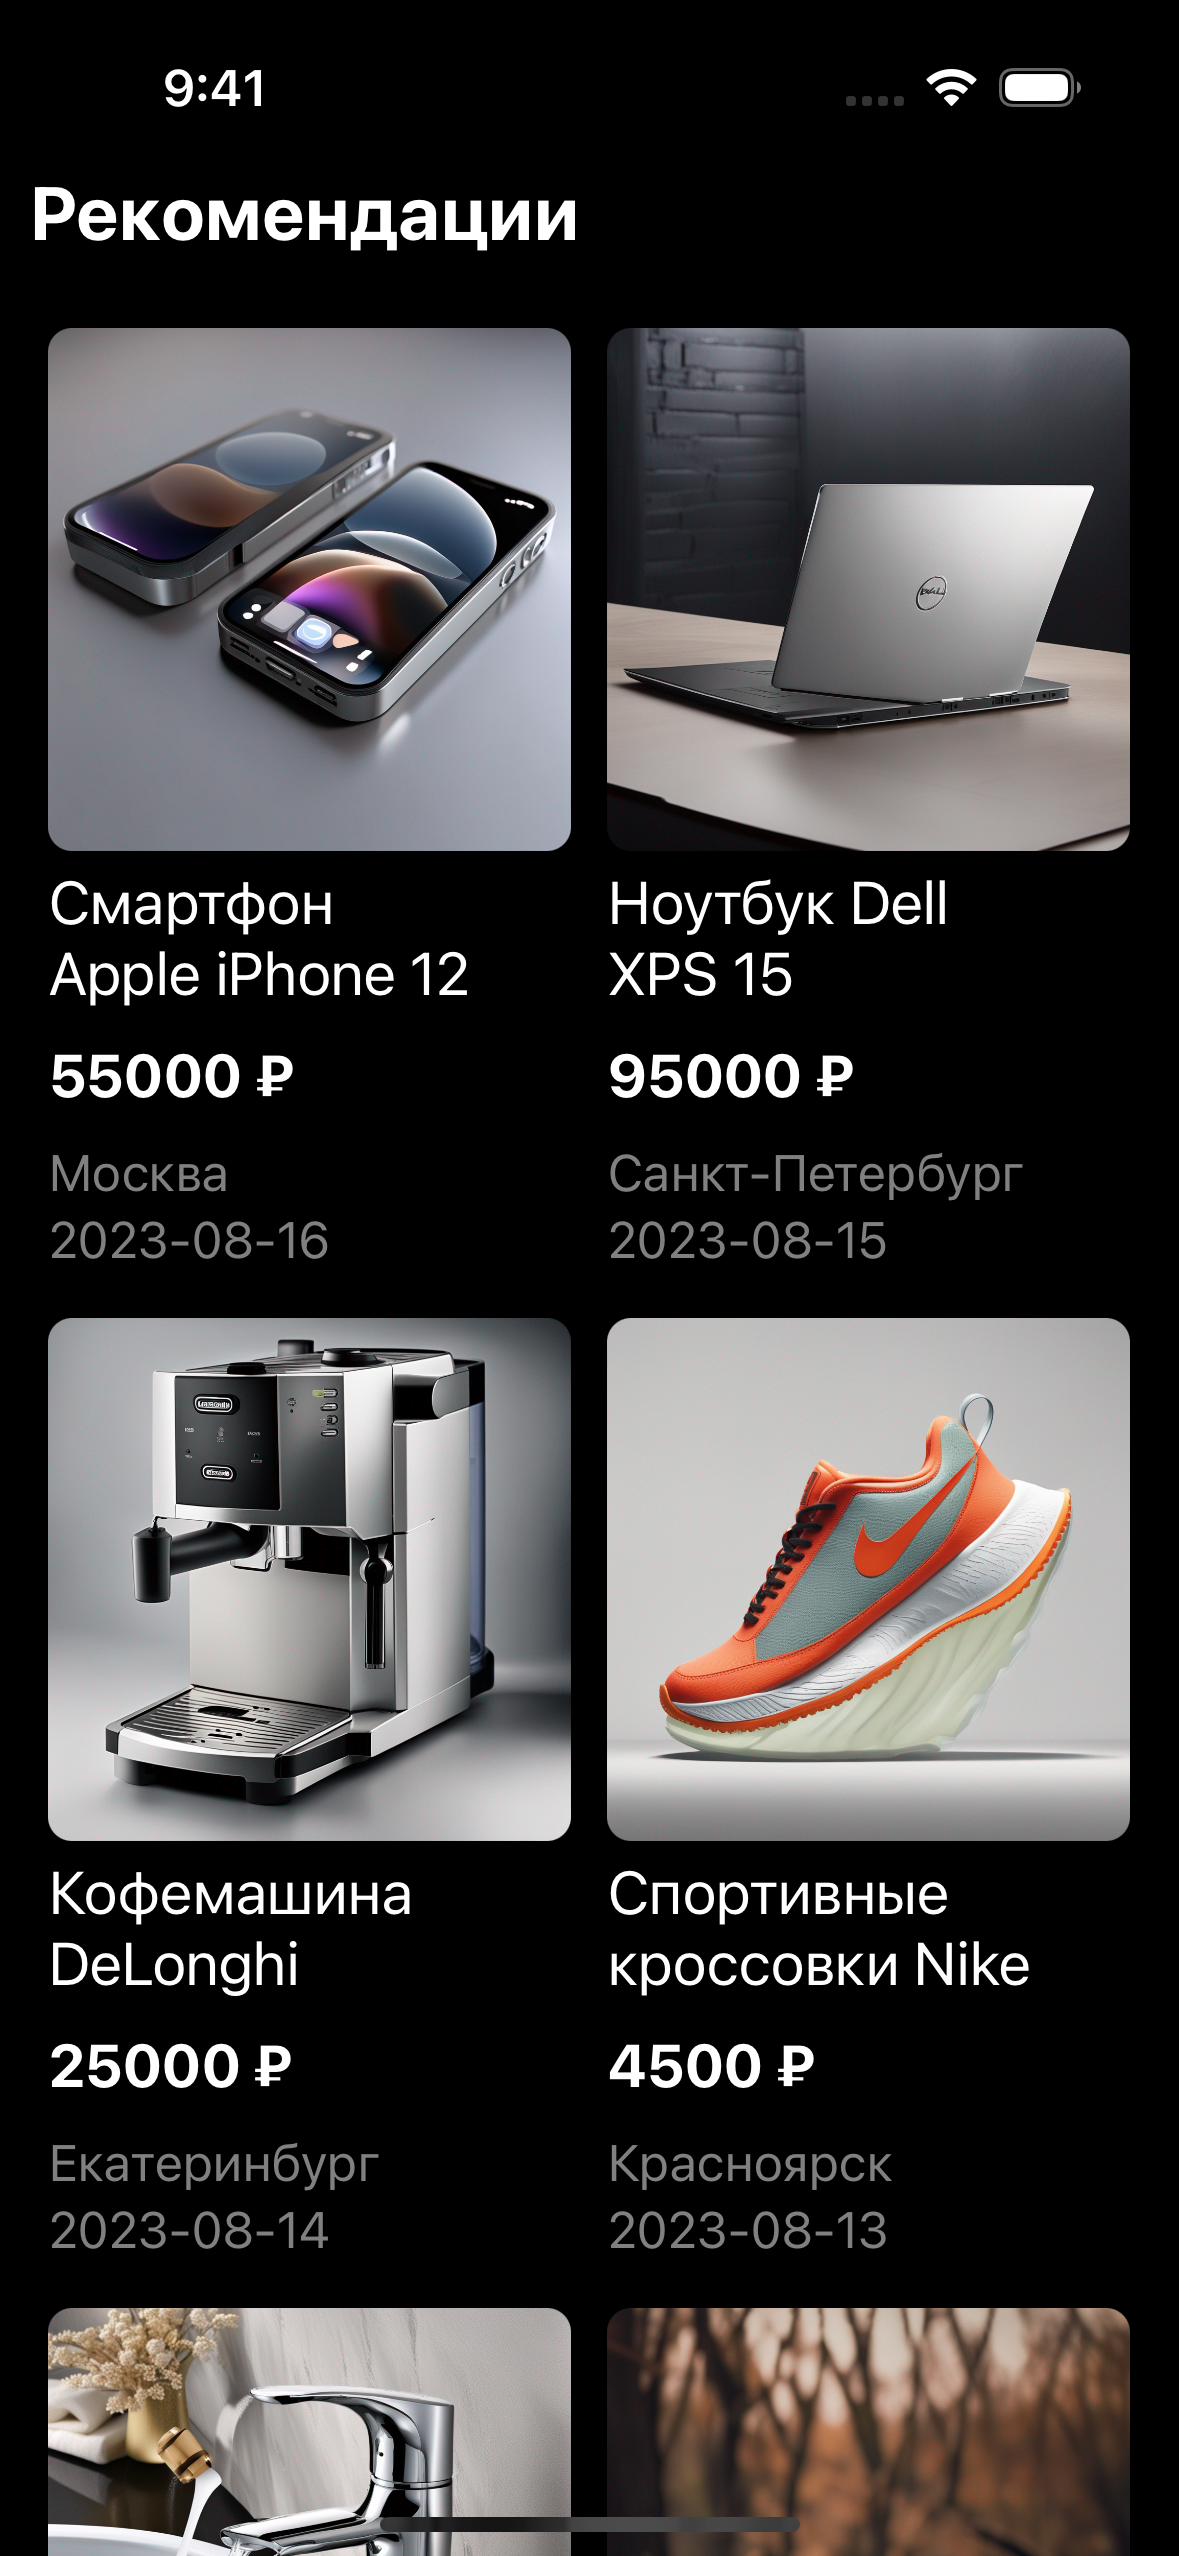 9:41
Рекомендации
Смартфон
Apple iPhone 12
55000 ₽
Москва
2023-08-16
Ноутбук Dell
XPS 15
95000 ₽
Санкт-Петербург
2023-08-15
Кофемашина
DeLonghi
25000 ₽
Екатеринбург
2023-08-14
Спортивные
кроссовки Nike
4500 ₽
Красноярск
2023-08-13